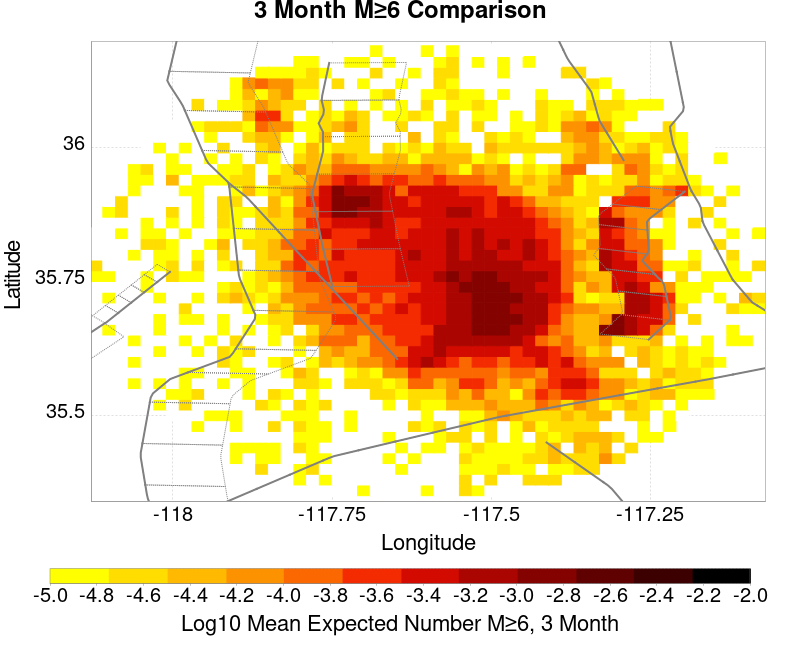 3 Month M≥6 Comparison
36
35.75
35.5
Latitude
-118 -117.75 -117.5 -117.25
Longitude
-5.0 -4.8 -4.6 -4.4 -4.2 -4.0 -3.8 -3.6 -3.4 -3.2 -3.0 -2.8 -2.6 -2.4 -2.2 -2.0
Log10 Mean Expected Number M≥6, 3 Month